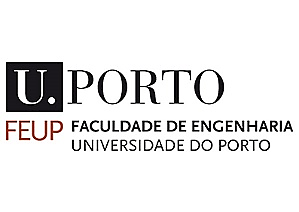 U.PORTO
FEUP FACULDADE DE ENGENHARIA
UNIVERSIDADE DO PORTO